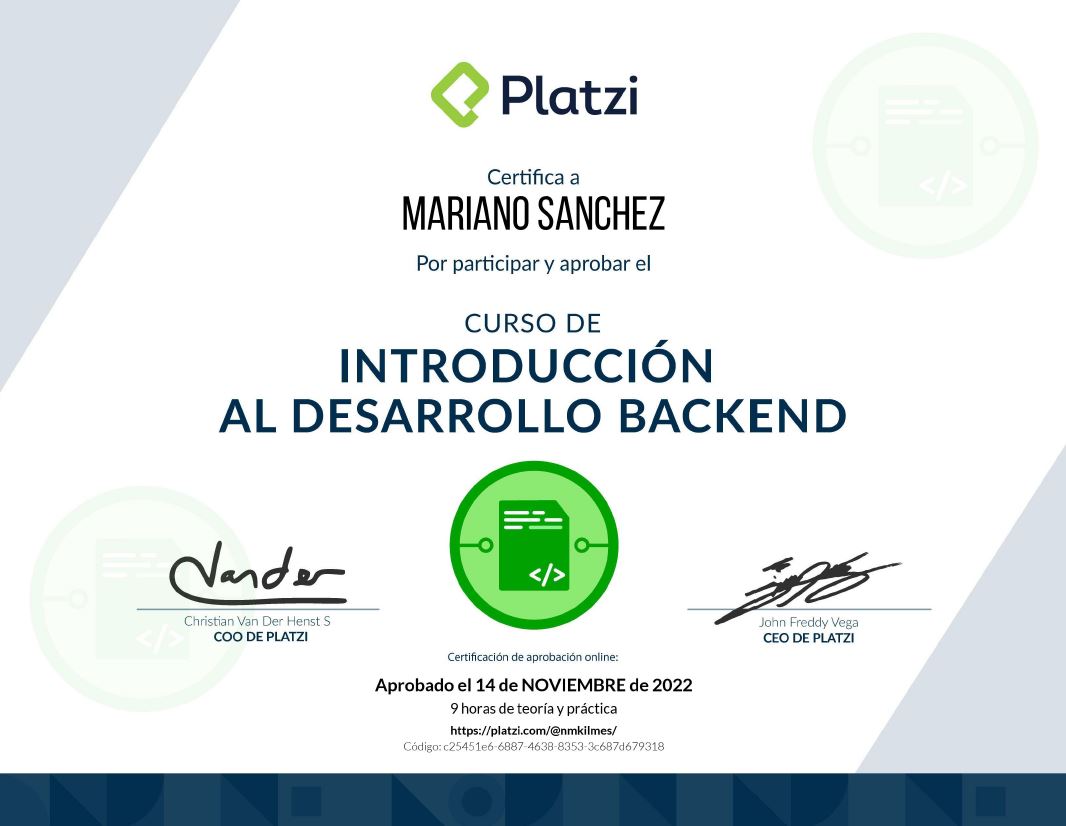 Platzi
Certifica a
MARIANO SANCHEZ
Por participar y aprobar el
CURSO DE
INTRODUCCIÓN
AL DESARROLLO BACKEND
</>
</>
</>
Vander
Christian Van Der Henst S
COO DE PLATZI
John Freddy Vega
CEO DE PLATZI
Certificación de aprobación online:
Aprobado el 14 de NOVIEMBRE de 2022
9 horas de teoría y práctica
https://platzi.com/@nmkilmes/
Código: c25451e6-6887-4638-8353-3c687d679318